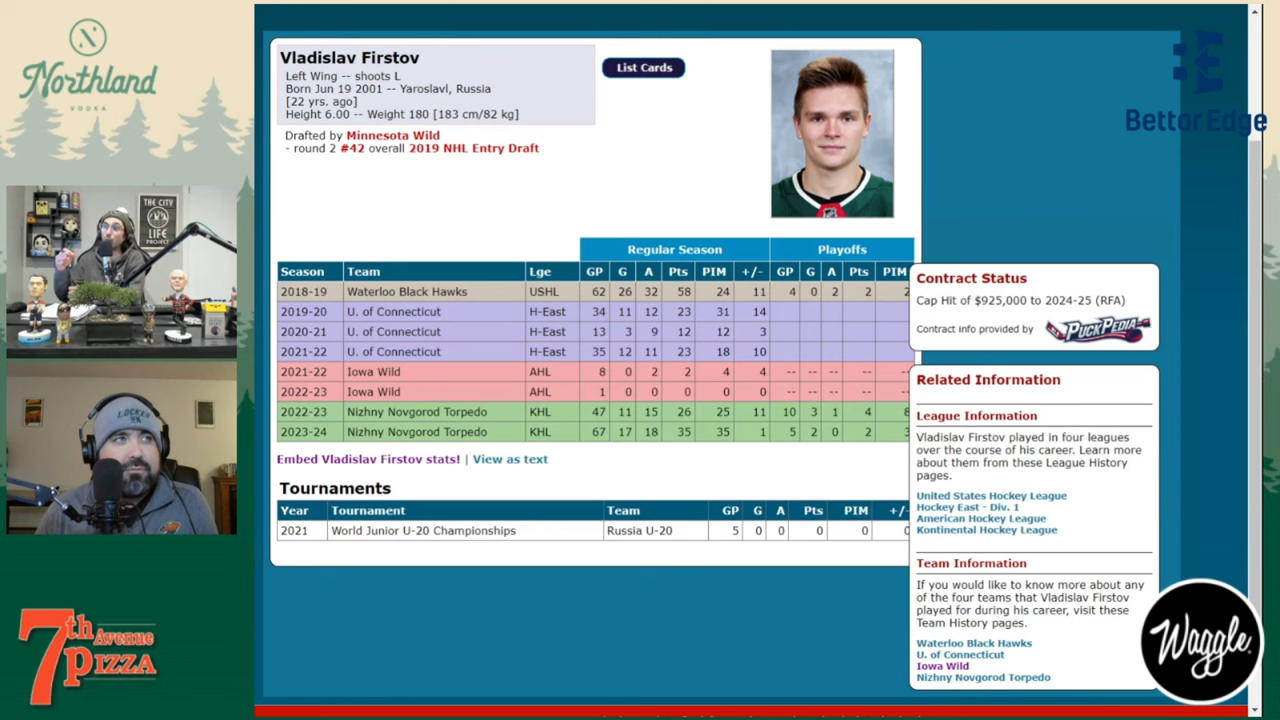 Northland
VODKA
THE CITY
LIFE
PROJECT
LOCKER
7th Avenue
PIZZA
Vladislav Firstov
Left Wing -- shoots L
Born Jun 19 2001 -- Yaroslavl, Russia
[22 yrs. ago]
Height 6.00 -- Weight 180 [183 cm/82 kg]
List Cards
Drafted by Minnesota Wild
- round 2 #42 overall 2019 NHL Entry Draft
BettorEdge
Regular Season Playoffs
Season Team Lge GP G A Pts PIM +/- GP G A Pts PIM
2018-19 Waterloo Black Hawks USHL 62 26 32 58 24 11 4 0 2 2 2
2019-20 U. of Connecticut H-East 34 11 12 23 31 14
2020-21 U. of Connecticut H-East 13 3 9 12 12 3
2021-22 U. of Connecticut H-East 35 12 11 23 18 10
2021-22 Iowa Wild AHL 8 0 2 2 4 4 -- -- -- -- --
2022-23 Iowa Wild AHL 1 0 0 0 0 0 -- -- -- -- --
2022-23 Nizhny Novgorod Torpedo KHL 47 11 15 26 25 11 10 3 1 4 8
2023-24 Nizhny Novgorod Torpedo KHL 67 17 18 35 35 1 5 2 0 2 3
Embed Vladislav Firstov stats! | View as text
Tournaments
Year Tournament Team GP G A Pts PIM +/-
2021 World Junior U-20 Championships Russia U-20 5 0 0 0 0 0
Contract Status
Cap Hit of $925,000 to 2024-25 (RFA)
Contract info provided by PUCKPEDIA
Related Information
League Information
Vladislav Firstov played in four leagues
over the course of his career. Learn more
about them from these League History
pages.
United States Hockey League
Hockey East - Div. 1
American Hockey League
Kontinental Hockey League
Team Information
If you would like to know more about any
of the four teams that Vladislav Firstov
played for during his career, visit these
Team History pages.
Waterloo Black Hawks
U. of Connecticut
Iowa Wild
Nizhny Novgorod Torpedo
Waggle